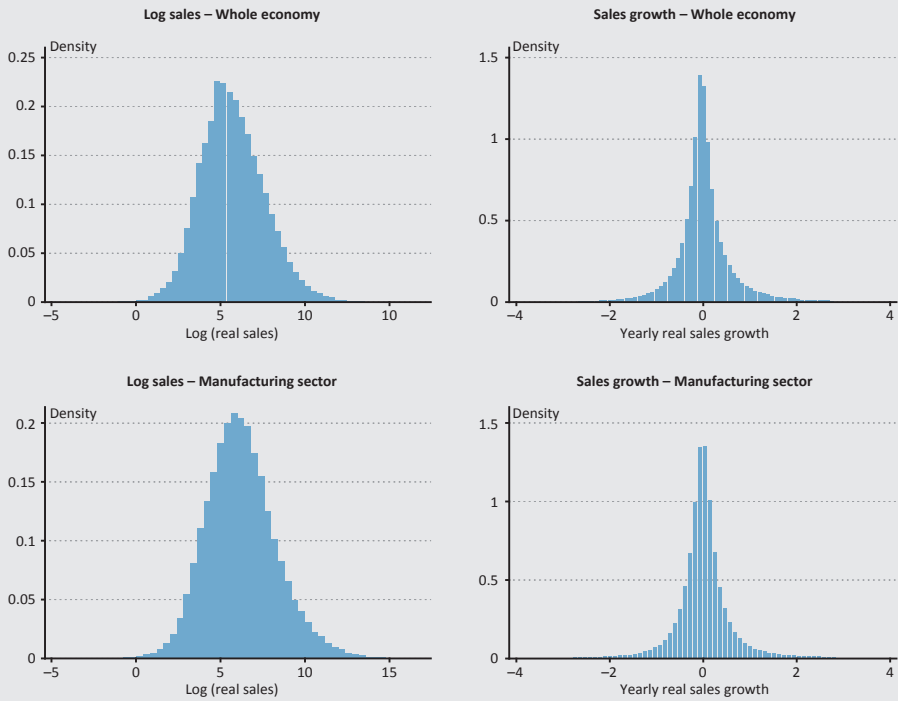 Log sales – Whole economy
Density
0.25
0.2
0.15
0.1
0.05
0
–5 0 5 10 10
Log (real sales)
Sales growth – Whole economy
Density
1.5
1
0.5
0
–4 –2 0 2 4
Yearly real sales growth
Log sales – Manufacturing sector
Density
0.2
0.15
0.1
0.05
0
–5 0 5 10 15
Log (real sales)
Sales growth – Manufacturing sector
Density
1.5
1
0.5
0
–4 –2 0 2 4
Yearly real sales growth